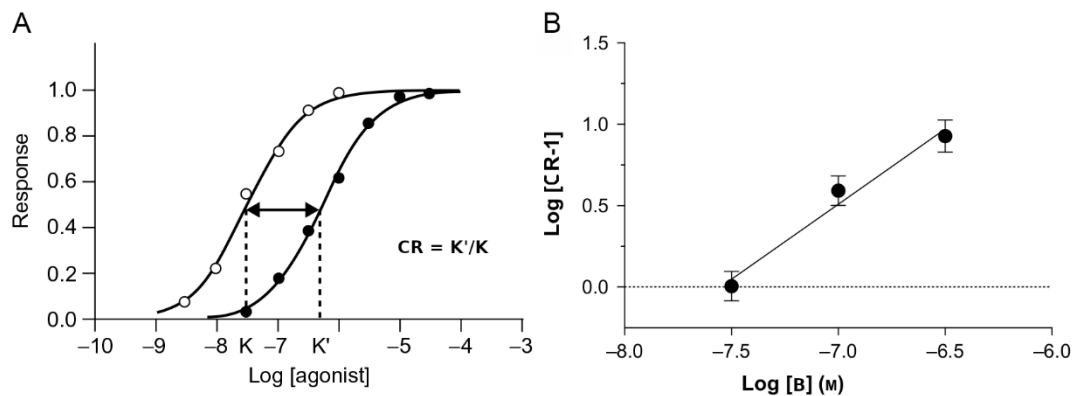 A
Response
1.0
0.8
0.6
0.4
0.2
0.0
CR = K'/K
–10 –9 –8 K –7 K' –5 –4 –3
Log [agonist]
B
Log [CR-1]
1.5
1.0
0.5
0.0
–8.0 –7.5 –7.0 –6.5 –6.0
Log [B] (M)